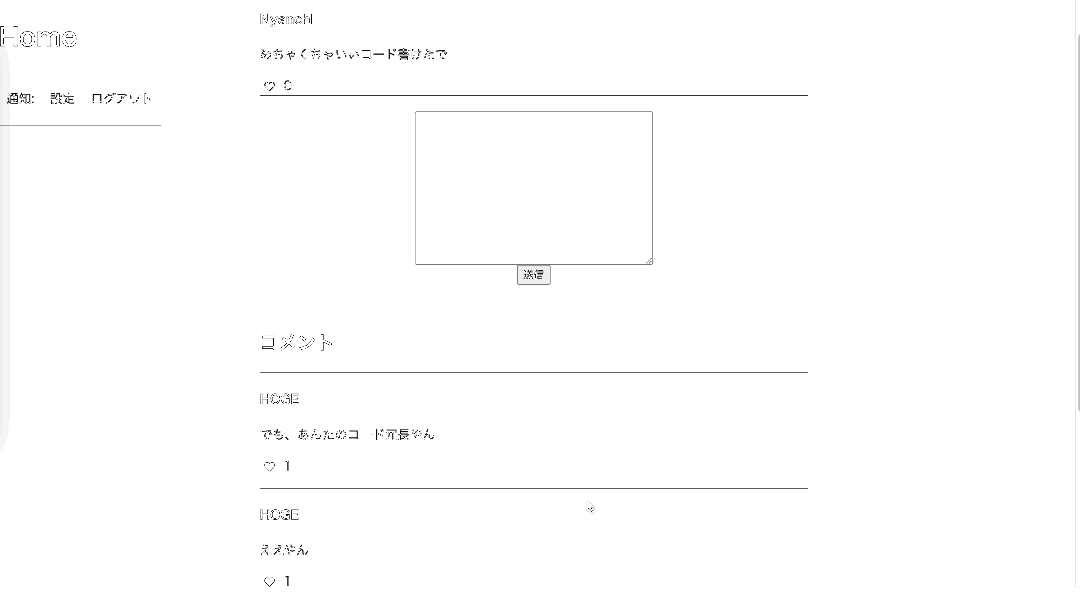 Home
通知: 設定 ログアウト
Nyanchi
めちゃくちゃいいコード書けたで
♡ 0
送信
コメント
HOGE
でも、あんたのコード冗長やん
♡ 1
HOGE
ええやん
♡ 1